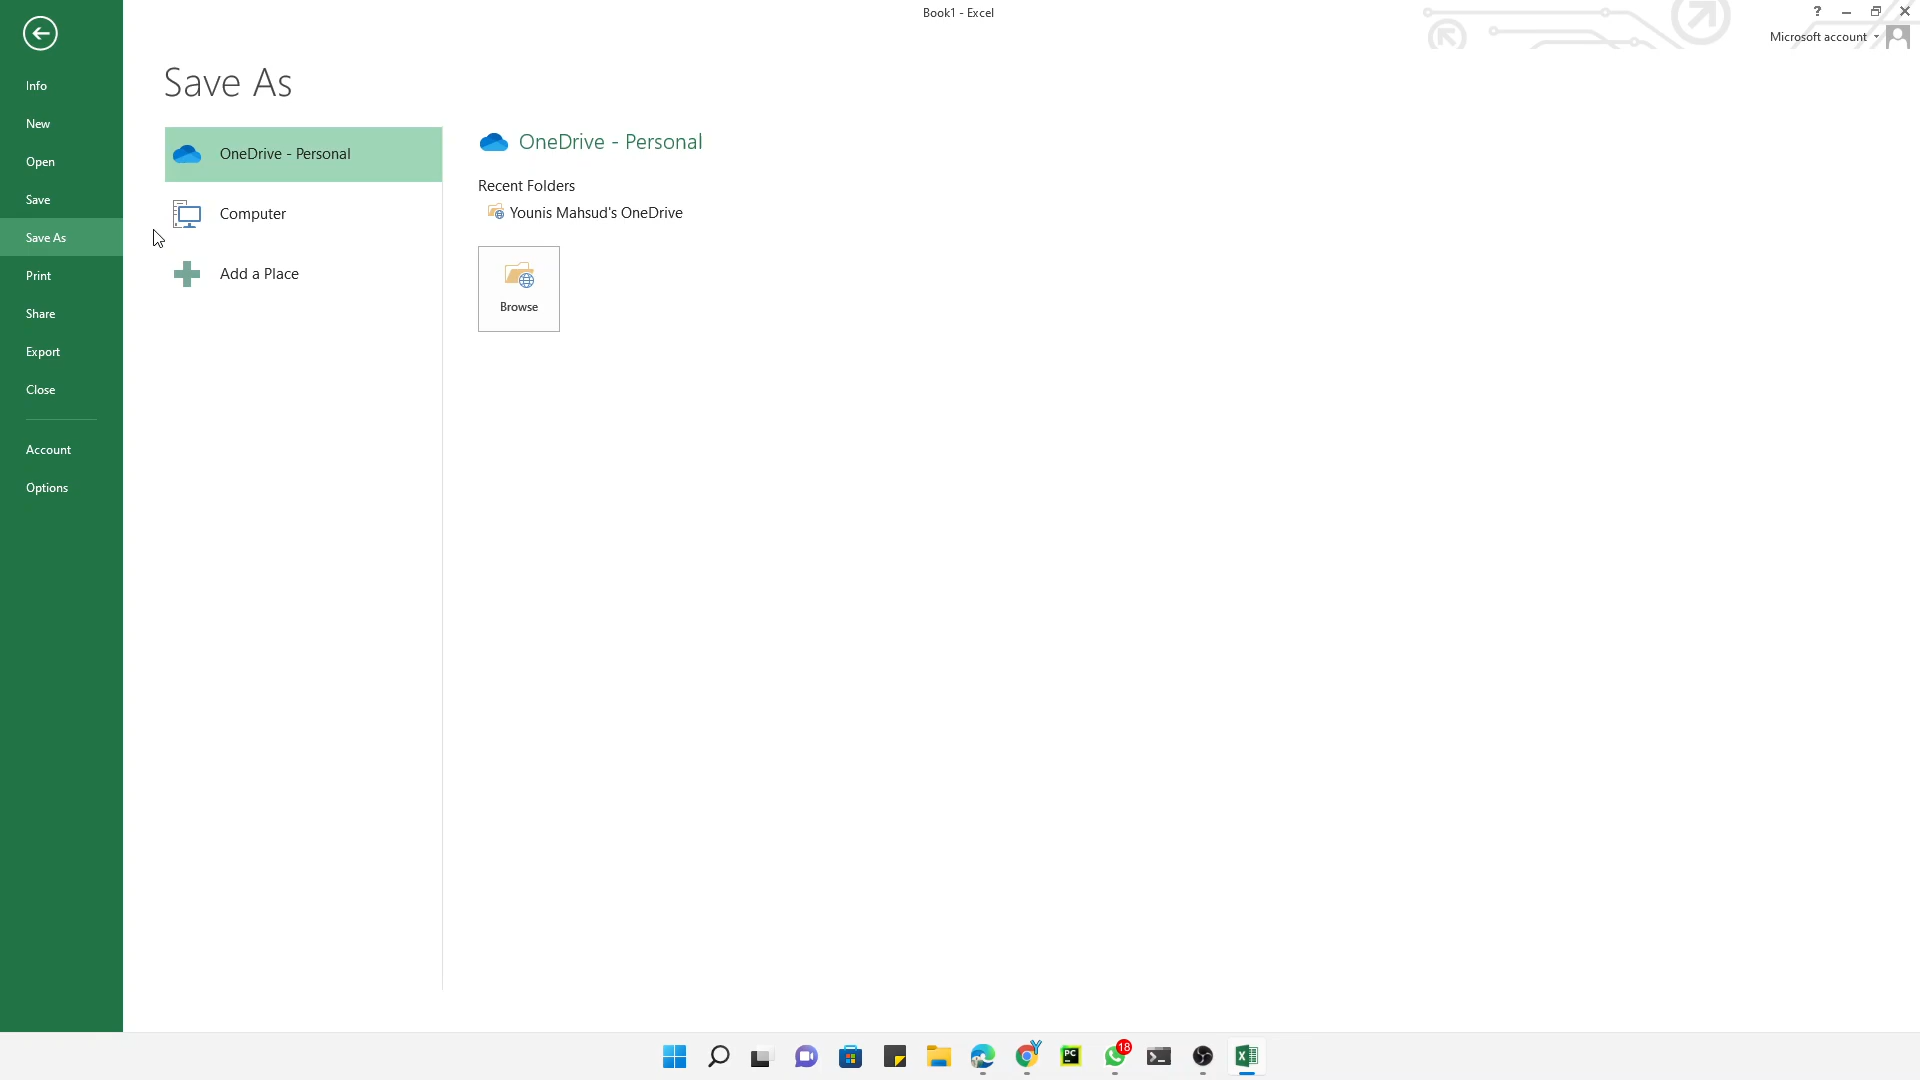 Book1 - Excel
?
Microsoft account
Info
New
Open
Save
Save As
Print
Share
Export
Close
Account
Options
Save As
OneDrive - Personal
Computer
Add a Place
OneDrive - Personal
Recent Folders
Younis Mahsud's OneDrive
Browse
Y
PC
18
X